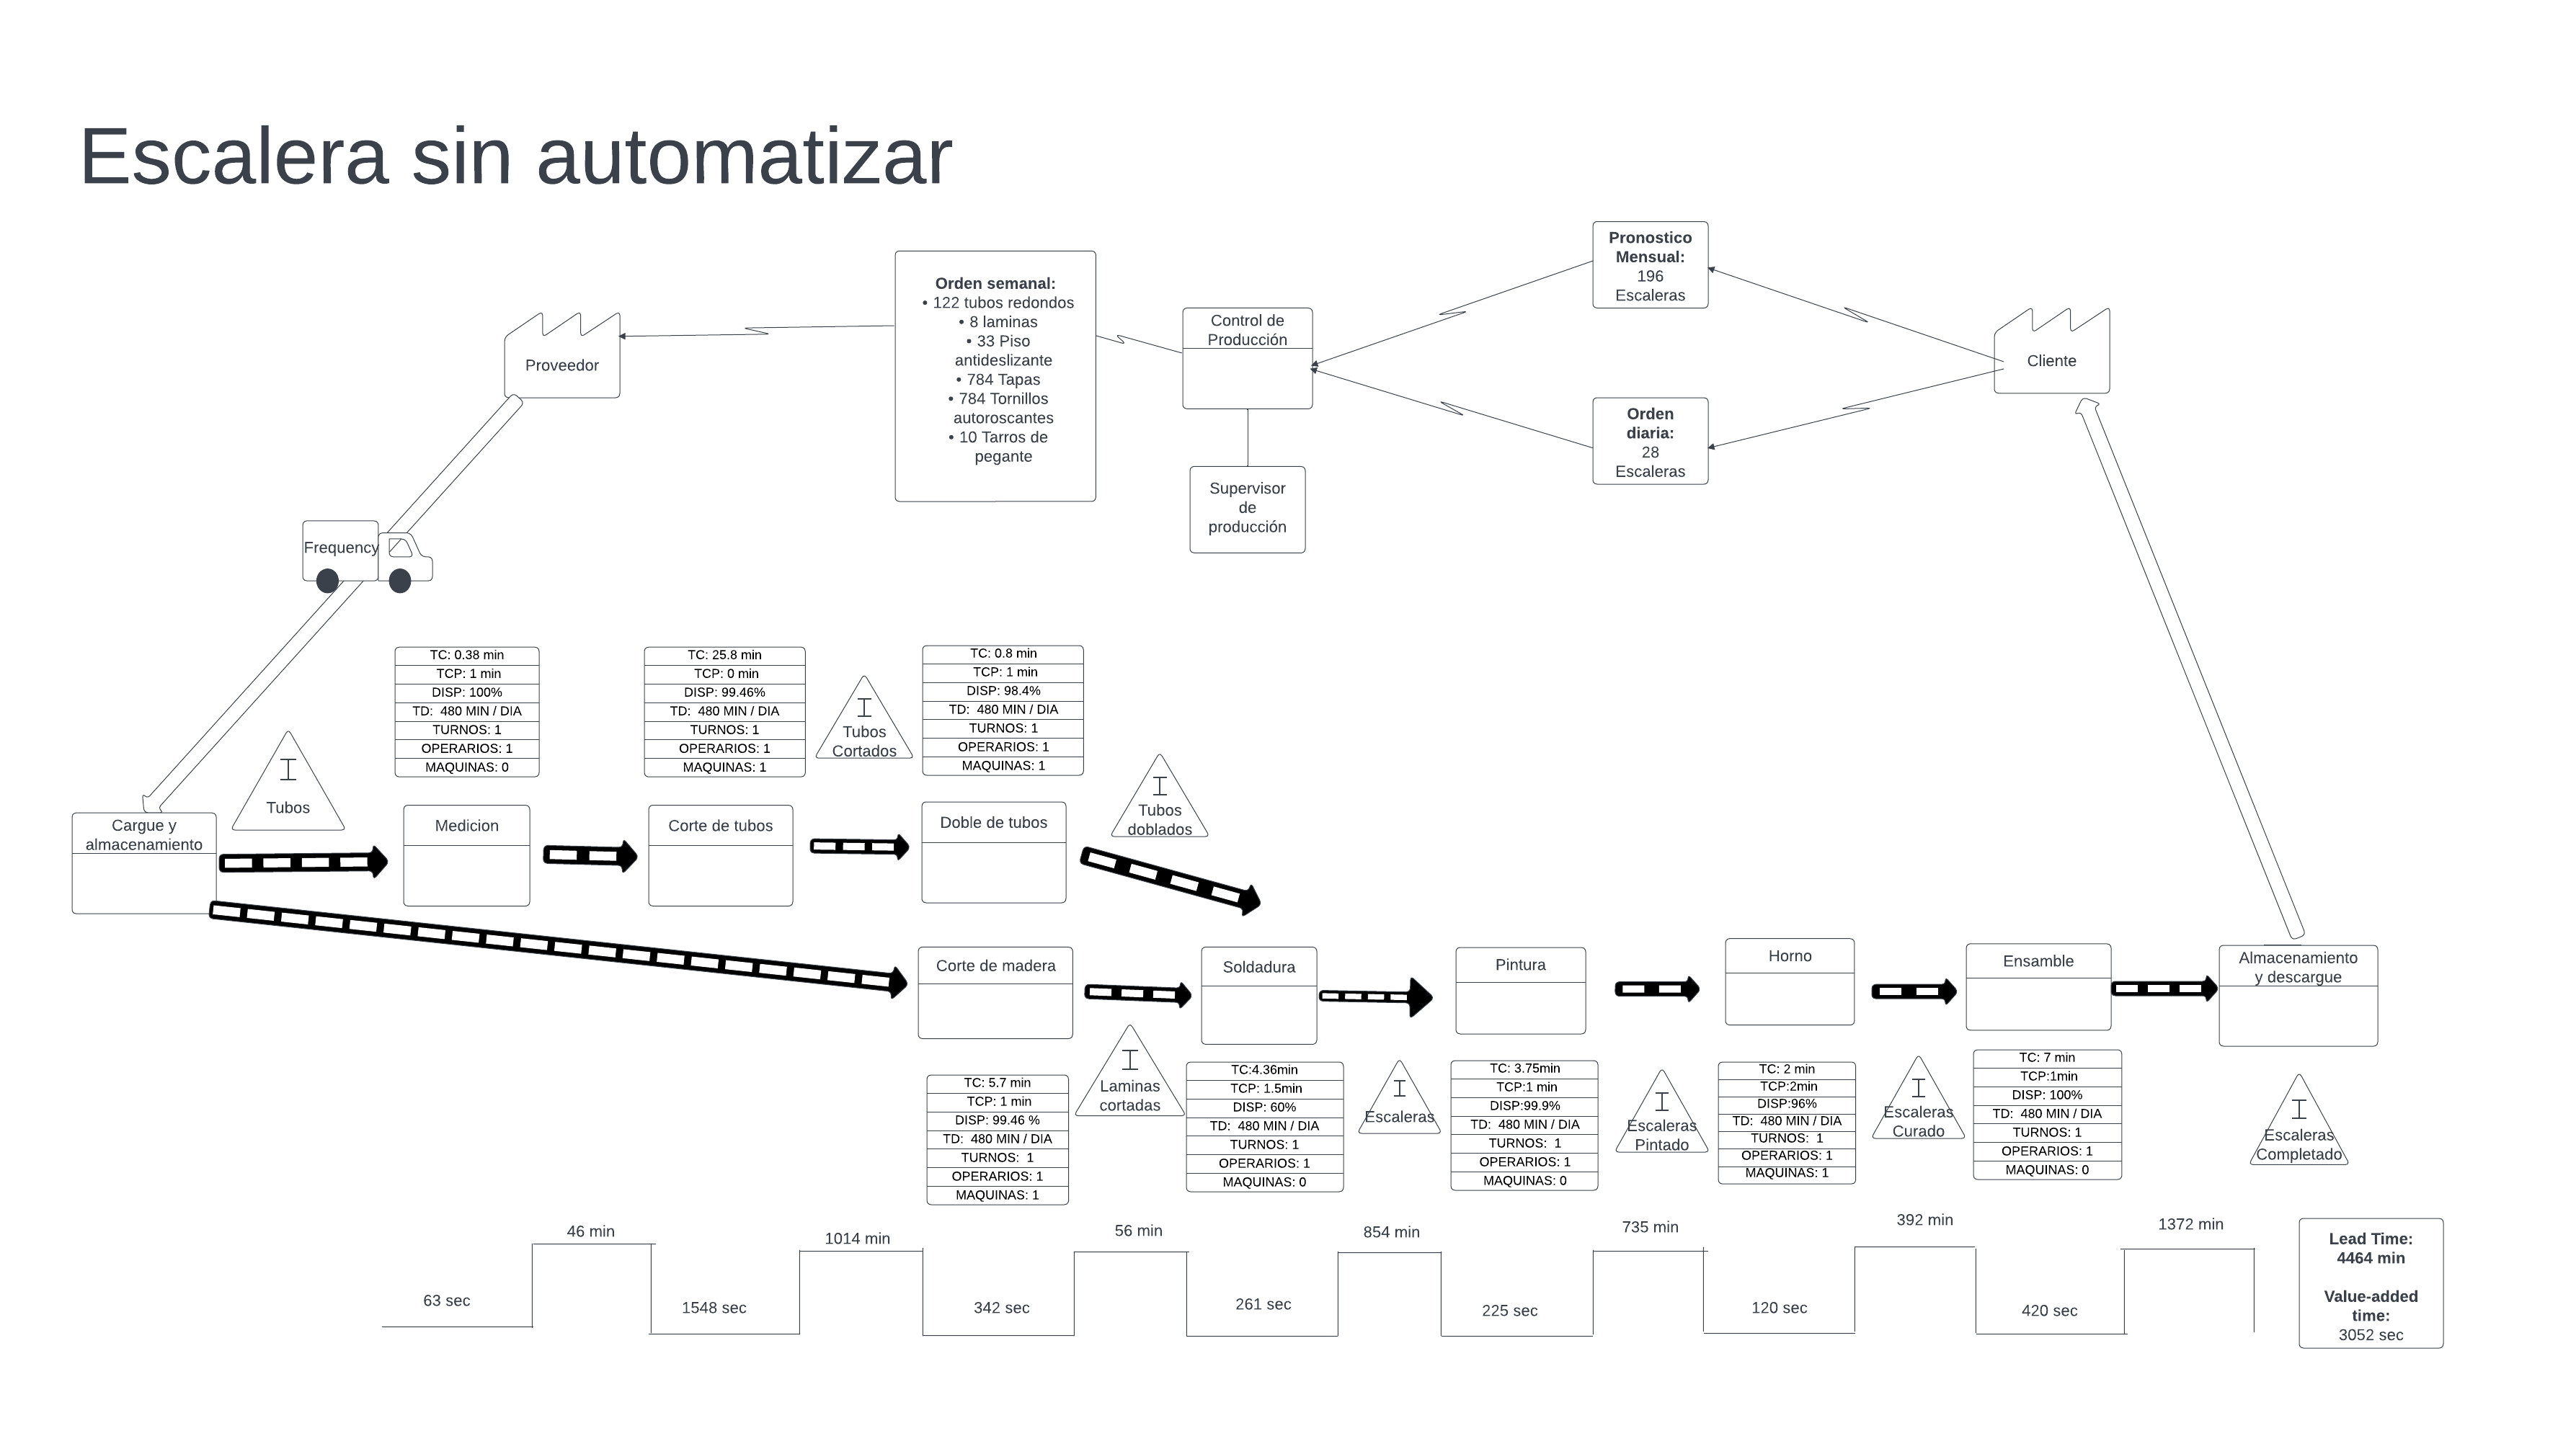 Escalera sin automatizar
Pronostico
Mensual:
196
Escaleras
Orden semanal:
• 122 tubos redondos
• 8 laminas
• 33 Piso
antideslizante
• 784 Tapas
• 784 Tornillos
autoroscantes
• 10 Tarros de
pegante
Control de
Producción
Proveedor
Cliente
Orden
diaria:
28
Escaleras
Supervisor
de
producción
Frequency
TC: 0.38 min
TCP: 1 min
DISP: 100%
TD: 480 MIN / DIA
TURNOS: 1
OPERARIOS: 1
MAQUINAS: 0
TC: 25.8 min
TCP: 0 min
DISP: 99.46%
TD: 480 MIN / DIA
TURNOS: 1
OPERARIOS: 1
MAQUINAS: 1
I
Tubos
Cortados
TC: 0.8 min
TCP: 1 min
DISP: 98.4%
TD: 480 MIN / DIA
TURNOS: 1
OPERARIOS: 1
MAQUINAS: 1
I
Tubos
I
Tubos
doblados
Cargue y
almacenamiento
Medicion
Corte de tubos
Doble de tubos
Corte de madera
Soldadura
Pintura
Horno
Ensamble
Almacenamiento
y descargue
TC: 5.7 min
TCP: 1 min
DISP: 99.46 %
TD: 480 MIN / DIA
TURNOS: 1
OPERARIOS: 1
MAQUINAS: 1
I
Laminas
cortadas
TC:4.36min
TCP: 1.5min
DISP: 60%
TD: 480 MIN / DIA
TURNOS: 1
OPERARIOS: 1
MAQUINAS: 0
I
Escaleras
TC: 3.75min
TCP:1 min
DISP:99.9%
TD: 480 MIN / DIA
TURNOS: 1
OPERARIOS: 1
MAQUINAS: 0
I
Escaleras
Pintado
TC: 2 min
TCP:2min
DISP:96%
TD: 480 MIN / DIA
TURNOS: 1
OPERARIOS: 1
MAQUINAS: 1
I
Escaleras
Curado
TC: 7 min
TCP:1min
DISP: 100%
TD: 480 MIN / DIA
TURNOS: 1
OPERARIOS: 1
MAQUINAS: 0
I
Escaleras
Completado
63 sec
46 min
1548 sec
1014 min
342 sec
56 min
261 sec
854 min
225 sec
735 min
120 sec
392 min
420 sec
1372 min
Lead Time:
4464 min
Value-added
time:
3052 sec